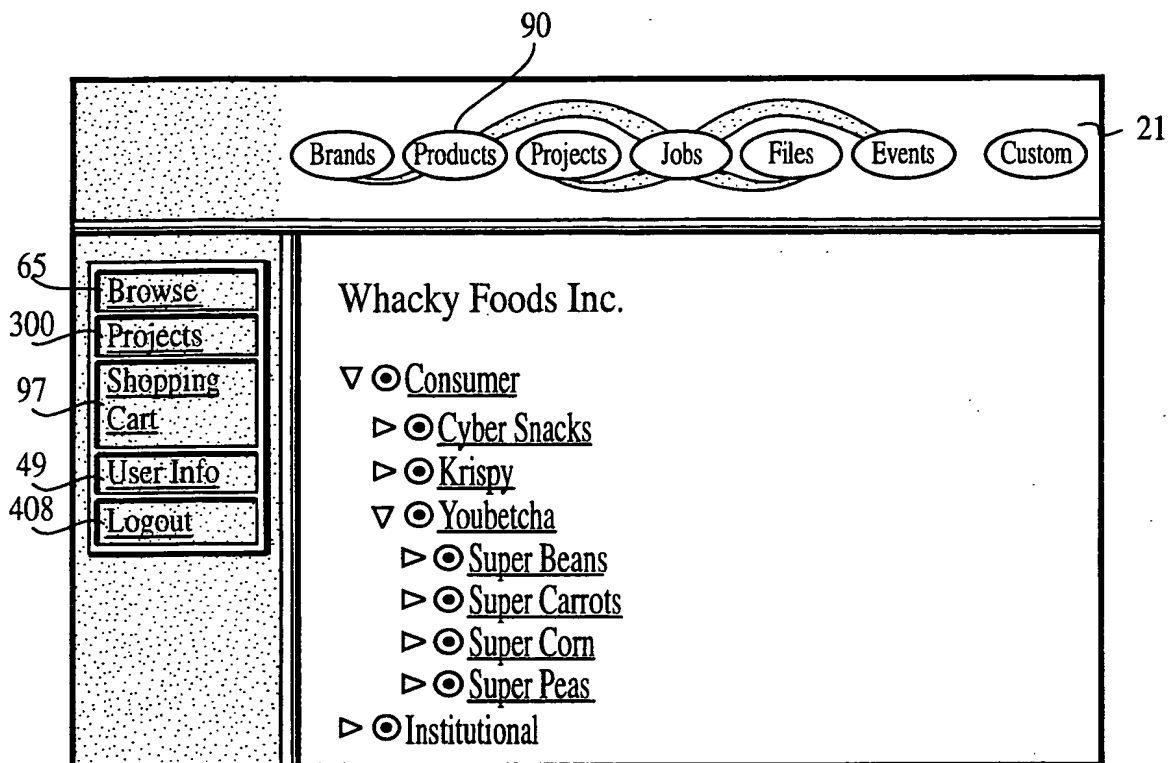 90
Brands Products Projects Jobs Files Events Custom
21
65
Browse
300
Projects
97
Shopping
Cart
49
User Info
408
Logout
Whacky Foods Inc.
Consumer
Cyber Snacks
Krispy
Youbetcha
Super Beans
Super Carrots
Super Corn
Super Peas
Institutional